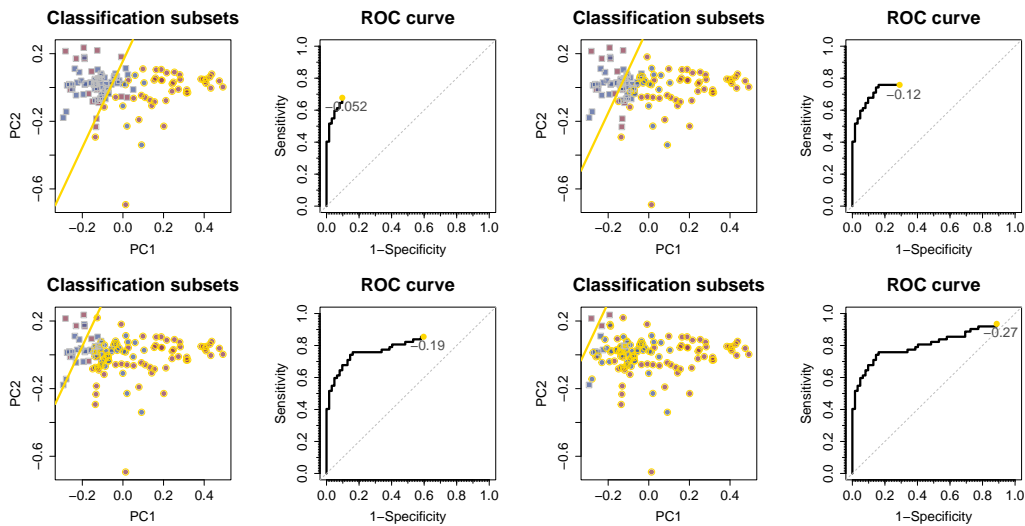 Classification subsets
ROC curve
Classification subsets
ROC curve
PC2
0.2
−0.2
−0.6
−0.2 0.0 0.2 0.4
PC1
Sensitivity
0.0 0.2 0.4 0.6 0.8 1.0
−0.052
0.0 0.2 0.4 0.6 0.8 1.0
1−Specificity
PC2
0.2
−0.2
−0.6
−0.2 0.0 0.2 0.4
PC1
Sensitivity
0.0 0.2 0.4 0.6 0.8 1.0
−0.12
0.0 0.2 0.4 0.6 0.8 1.0
1−Specificity
Classification subsets
ROC curve
Classification subsets
ROC curve
PC2
0.2
−0.2
−0.6
−0.2 0.0 0.2 0.4
PC1
Sensitivity
0.0 0.2 0.4 0.6 0.8 1.0
−0.19
0.0 0.2 0.4 0.6 0.8 1.0
1−Specificity
PC2
0.2
−0.2
−0.6
−0.2 0.0 0.2 0.4
PC1
Sensitivity
0.0 0.2 0.4 0.6 0.8 1.0
−0.27
0.0 0.2 0.4 0.6 0.8 1.0
1−Specificity